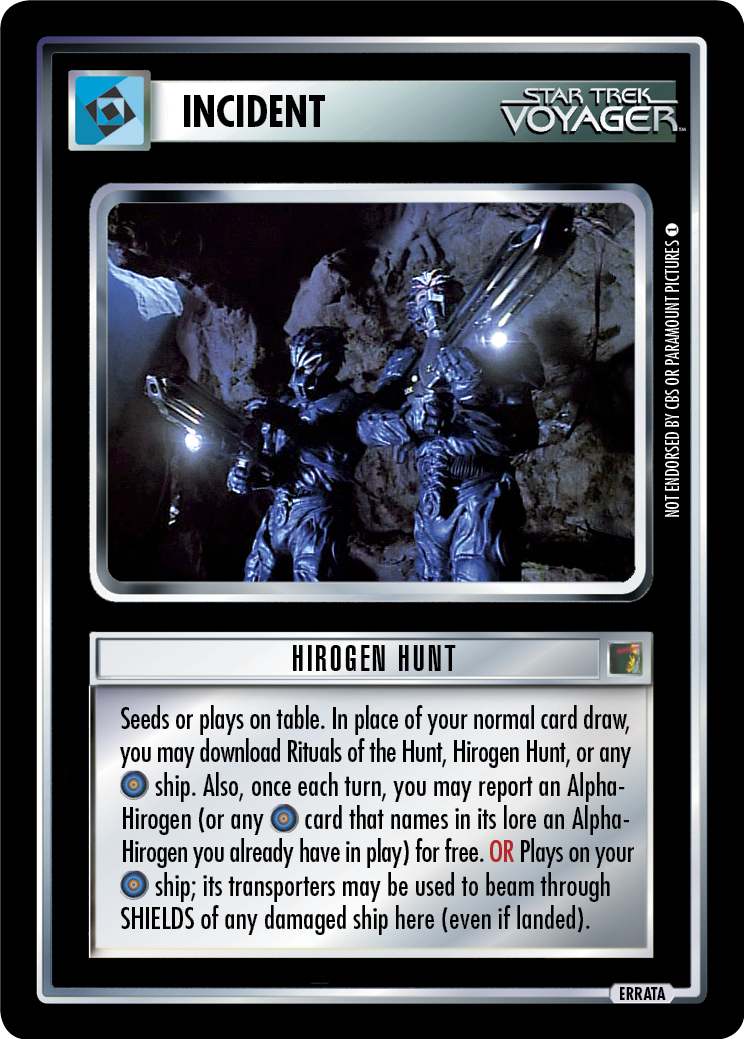 INCIDENT
STAR TREK
VOYAGER™
NOT ENDORSED BY CBS OR PARAMOUNT PICTURES 1
HIROGEN HUNT
Seeds or plays on table. In place of your normal card draw,
you may download Rituals of the Hunt, Hirogen Hunt, or any
ship. Also, once each turn, you may report an Alpha-
Hirogen (or any card that names in its lore an Alpha-
Hirogen you already have in play) for free. OR Plays on your
ship; its transporters may be used to beam through
SHIELDS of any damaged ship here (even if landed).
ERRATA